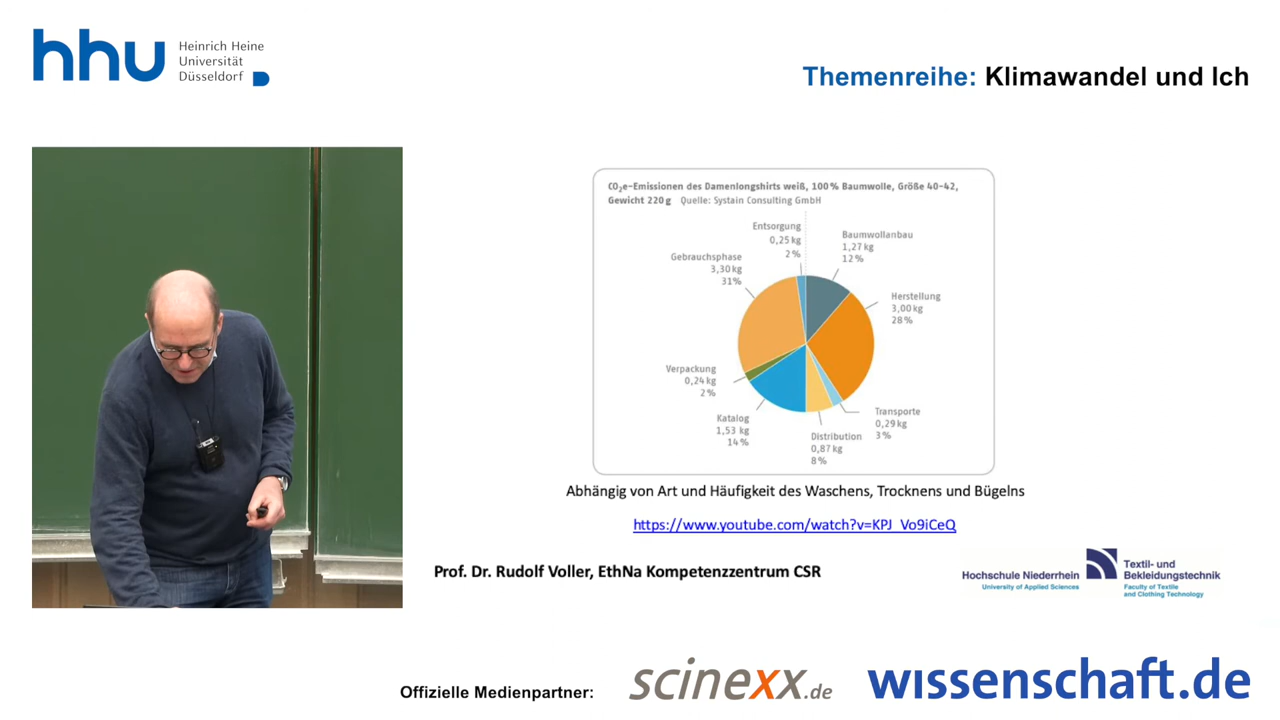 hhu
Heinrich Heine
Universität
Düsseldorf
Themenreihe: Klimawandel und Ich
CO₂e-Emissionen des Damenlongshirts weiß, 100% Baumwolle, Größe 40-42,
Gewicht 220 g Quelle: Systain Consulting GmbH
Entsorgung
0,25 kg
2%
Baumwollanbau
1,27 kg
12%
Gebrauchsphase
3,30 kg
31%
Herstellung
3,00 kg
28%
Verpackung
0,24 kg
2%
Katalog
1,53 kg
14%
Distribution
0,87 kg
8%
Transporte
0,29 kg
3%
Abhängig von Art und Häufigkeit des Waschens, Trocknens und Bügelns
https://www.youtube.com/watch?v=KPJ_Vo9iCeQ
Prof. Dr. Rudolf Voller, EthNa Kompetenzzentrum CSR
Hochschule Niederrhein
University of Applied Sciences
Textil- und
Bekleidungstechnik
Faculty of Textile
and Clothing Technology
Offizielle Medienpartner:
scinexx.de
wissenschaft.de